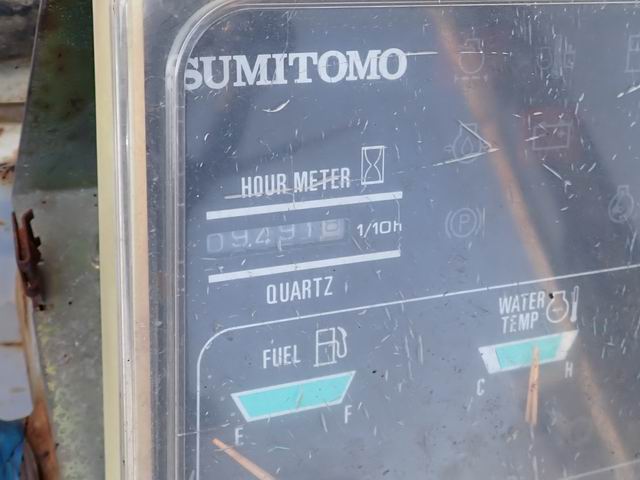 SUMITOMO
HOUR METER
09491 1/10h
QUARTZ
WATER
TEMP
FUEL
C H
E F